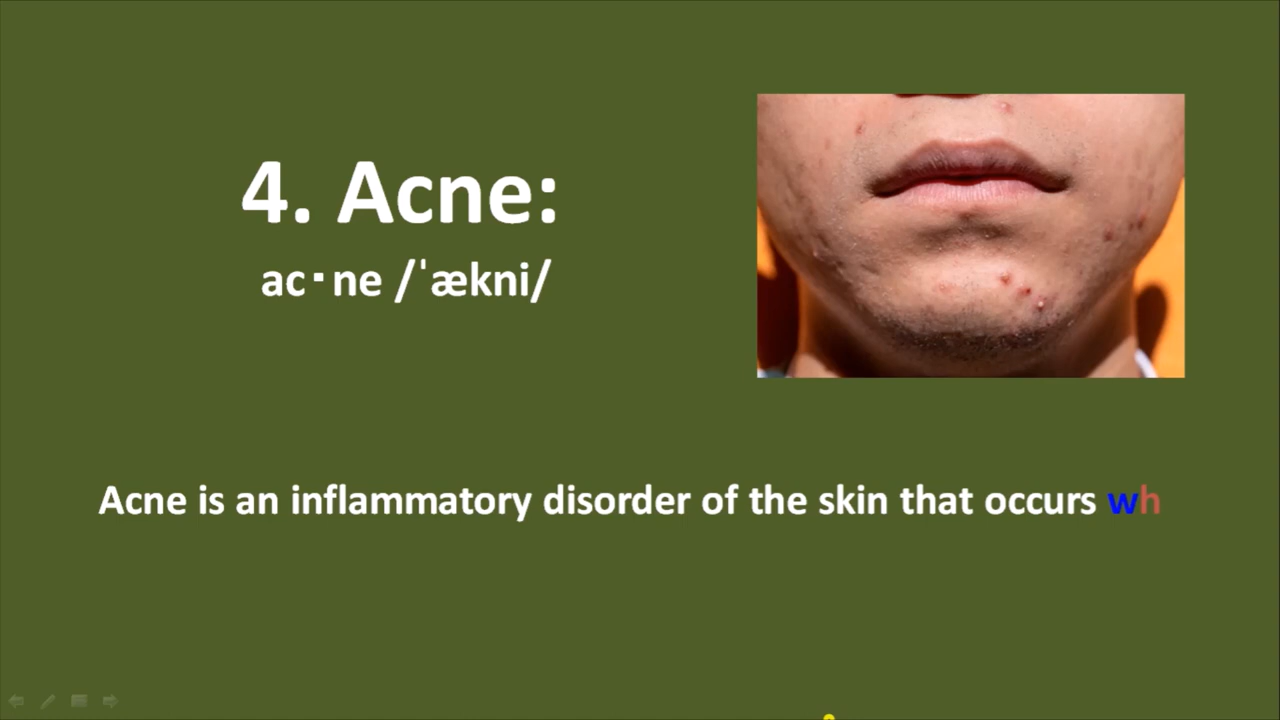 4. Acne:
ac·ne /ˈækni/
Acne is an inflammatory disorder of the skin that occurs wh